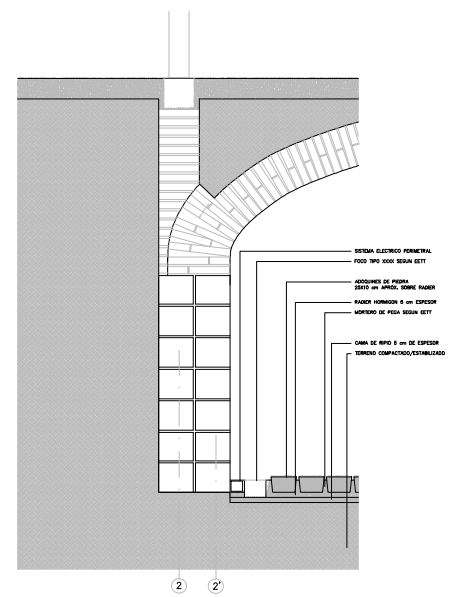 SISTEMA ELECTRICO PERIMETRAL
FOCO TIPO XXXX SEGUN EETT
ADOQUINES DE PIEDRA
25X10 cm APROX. SOBRE RADIER
RADIER HORMIGON 6 cm ESPESOR
MORTERO DE PEGA SEGUN EETT
CAMA DE RIPIO 5 cm DE ESPESOR
TERRENO COMPACTADO/ESTABILIZADO
2 2'